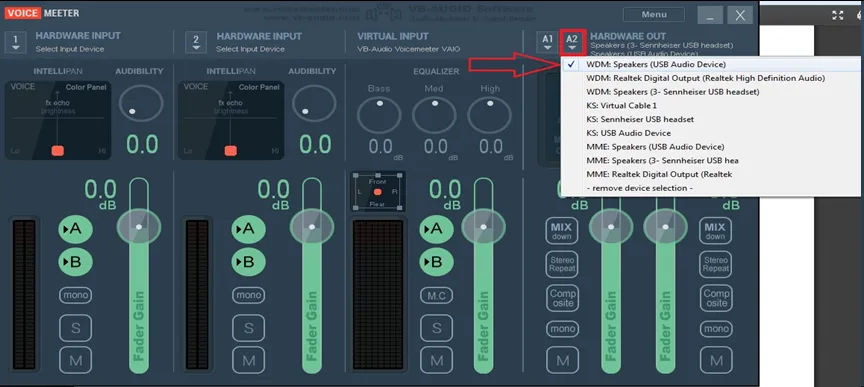 VOICE MEETER
VB-AUDIO Software
Menu
1 HARDWARE INPUT
Select Input Device
2 HARDWARE INPUT
Select Input Device
VIRTUAL INPUT
VB-Audio Voicemeeter VAIO
A1 A2 HARDWARE OUT
Speakers (3- Sennheiser USB headset)
Speakers (USB Audio Device)
INTELLIPAN AUDIBILITY
VOICE Color Panel
fx echo
brightness
Lo Hi
0.0
INTELLIPAN AUDIBILITY
VOICE Color Panel
fx echo
brightness
Lo Hi
0.0
EQUALIZER
Bass Med High
0.0 0.0 0.0
dB dB dB
WDM: Speakers (USB Audio Device)
WDM: Realtek Digital Output (Realtek High Definition Audio)
WDM: Speakers (3- Sennheiser USB headset)
KS: Virtual Cable 1
KS: Sennheiser USB headset
KS: USB Audio Device
MME: Speakers (USB Audio Device)
MME: Speakers (3- Sennheiser USB hea
MME: Realtek Digital Output (Realtek
- remove device selection -
0.0
dB
A
B
mono
S
M
Fader Gain
0.0
dB
A
B
mono
S
M
Fader Gain
Front
L R
Rear
0.0
dB
A
B
M.C
S
M
Fader Gain
MIX
down
Stereo
Repeat
Comp
osite
mono
M
Fader Gain
Fader Gain
MIX
down
Stereo
Repeat
Comp
osite
mono
M